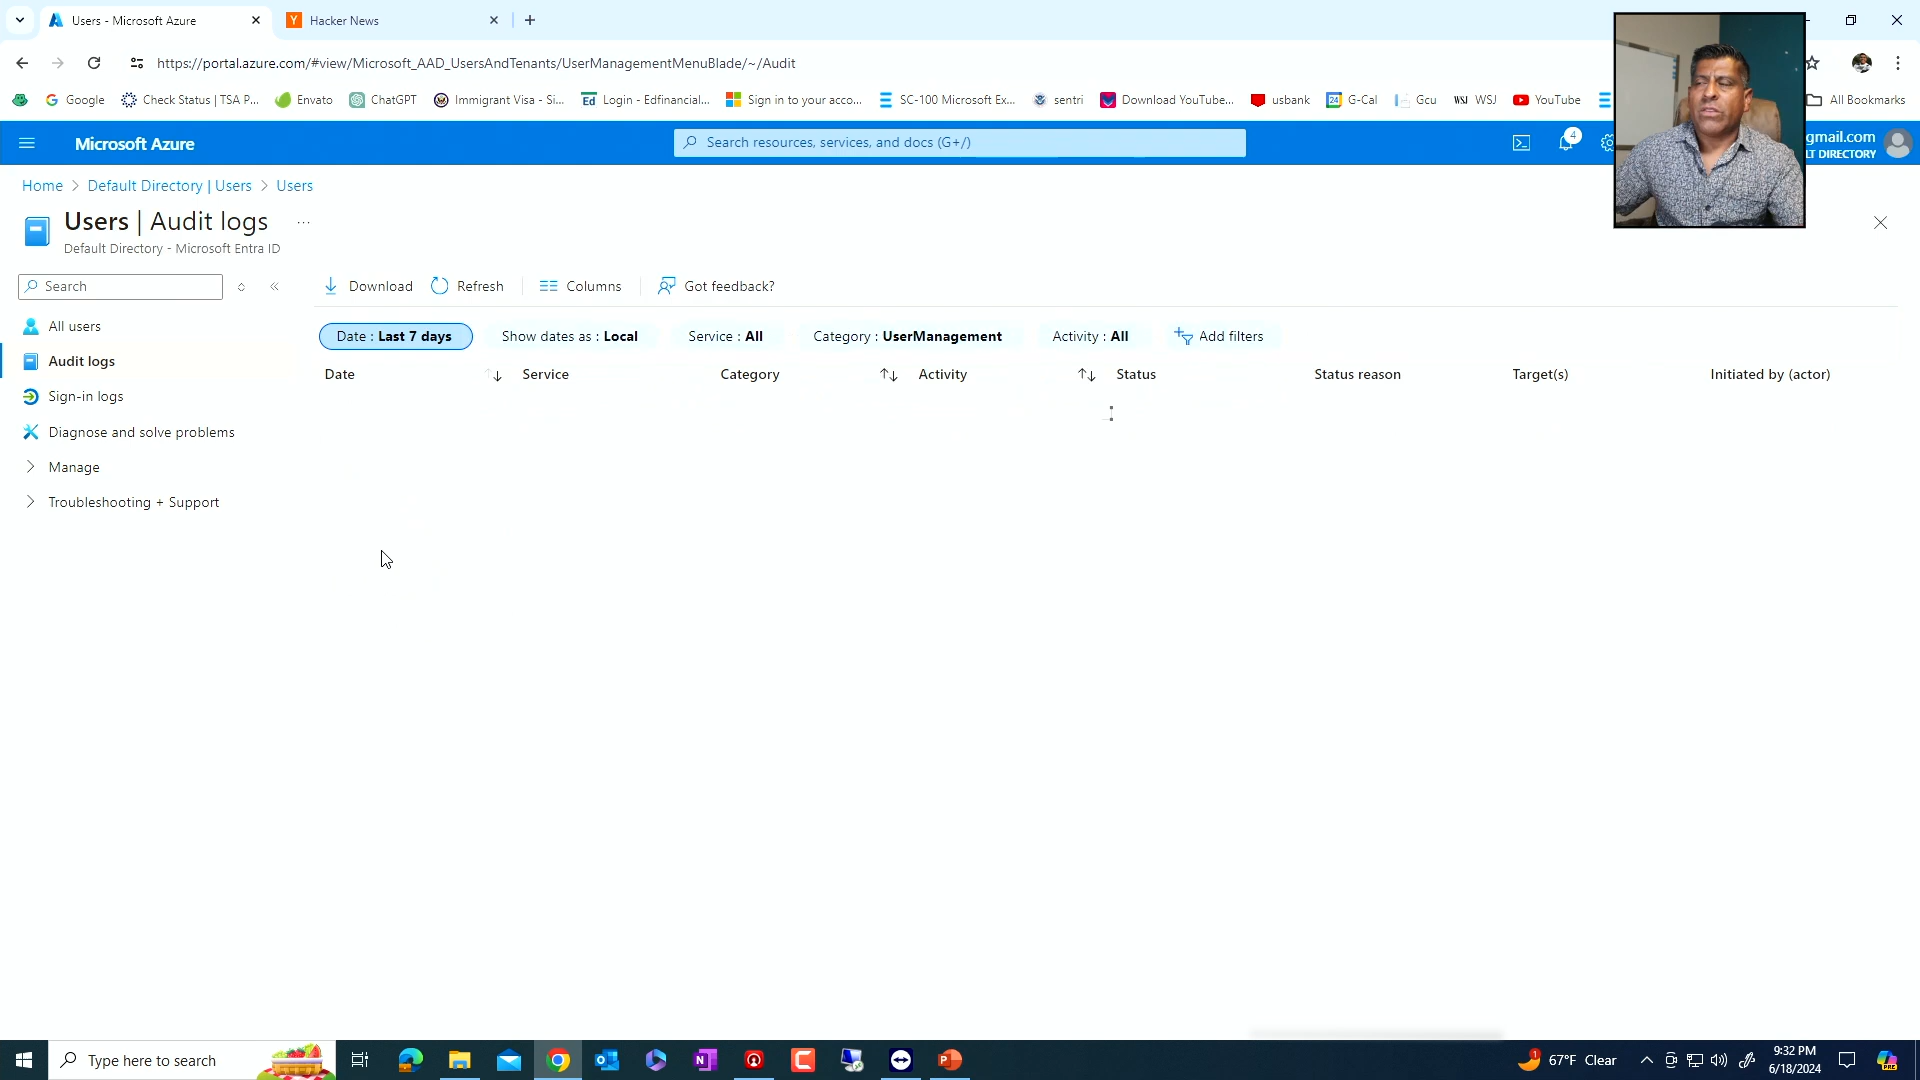 Users - Microsoft Azure
Hacker News
https://portal.azure.com/#view/Microsoft_AAD_UsersAndTenants/UserManagementMenuBlade/~/Audit
Google
Check Status | TSA P...
Envato
ChatGPT
Immigrant Visa - Si...
Ed Login - Edfinancial...
Sign in to your acco...
SC-100 Microsoft Ex...
sentri
Download YouTube...
usbank
24 G-Cal
Gcu
WSJ WSJ
YouTube
All Bookmarks
Microsoft Azure
Search resources, services, and docs (G+/)
4
gmail.com
LT DIRECTORY
Home > Default Directory | Users > Users
Users | Audit logs ...
Default Directory - Microsoft Entra ID
Search
Download
Refresh
Columns
Got feedback?
All users
Audit logs
Sign-in logs
Diagnose and solve problems
Manage
Troubleshooting + Support
Date : Last 7 days
Show dates as : Local
Service : All
Category : UserManagement
Activity : All
Add filters
Date
Service
Category
Activity
Status
Status reason
Target(s)
Initiated by (actor)
Type here to search
67°F Clear
9:32 PM
6/18/2024